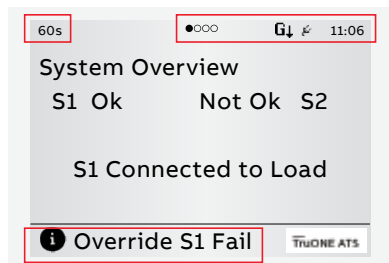 60s G↓ 11:06
System Overview
S1 Ok Not Ok S2
S1 Connected to Load
i Override S1 Fail TruONE ATS